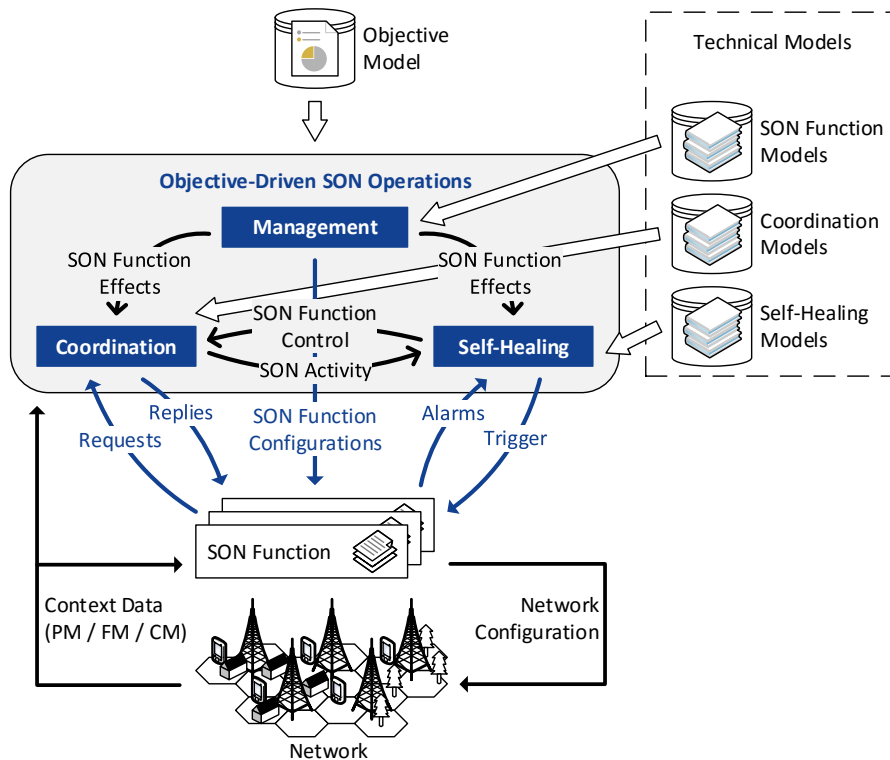 Objective
Model
Technical Models
SON Function
Models
Coordination
Models
Self-Healing
Models
Objective-Driven SON Operations
Management
SON Function
Effects
SON Function
Effects
SON Function
Control
Coordination
Self-Healing
SON Activity
Replies
Requests
SON Function
Configurations
Alarms
Trigger
SON Function
Context Data
(PM / FM / CM)
Network
Configuration
Network